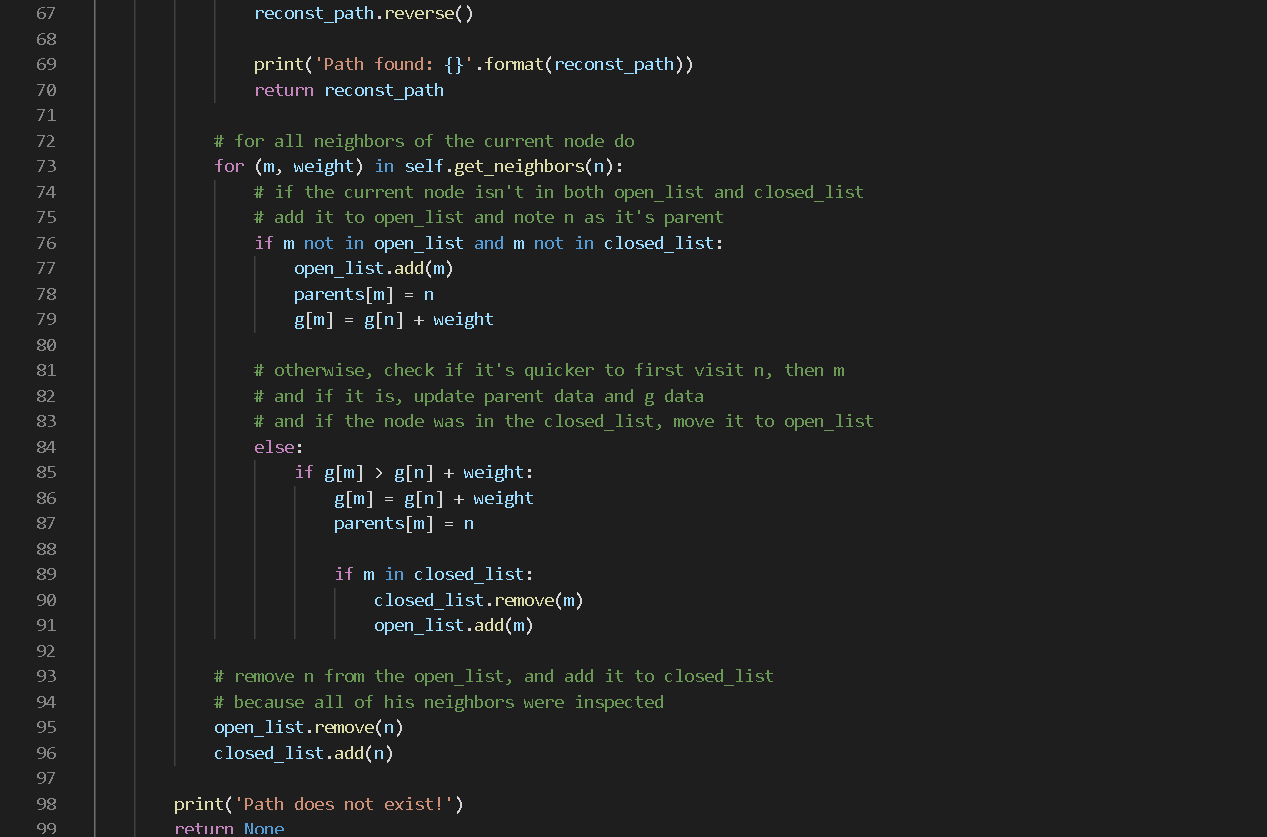 67 reconst_path.reverse()
68
69 print('Path found: {}'.format(reconst_path))
70 return reconst_path
71
72 # for all neighbors of the current node do
73 for (m, weight) in self.get_neighbors(n):
74 # if the current node isn't in both open_list and closed_list
75 # add it to open_list and note n as it's parent
76 if m not in open_list and m not in closed_list:
77 open_list.add(m)
78 parents[m] = n
79 g[m] = g[n] + weight
80
81 # otherwise, check if it's quicker to first visit n, then m
82 # and if it is, update parent data and g data
83 # and if the node was in the closed_list, move it to open_list
84 else:
85 if g[m] > g[n] + weight:
86 g[m] = g[n] + weight
87 parents[m] = n
88
89 if m in closed_list:
90 closed_list.remove(m)
91 open_list.add(m)
92
93 # remove n from the open_list, and add it to closed_list
94 # because all of his neighbors were inspected
95 open_list.remove(n)
96 closed_list.add(n)
97
98 print('Path does not exist!')
99 return None